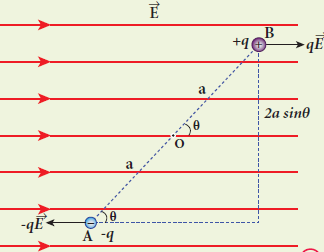 E⃗
+q B
+ qE⃗
a
θ
2a sinθ
O
a
-qE⃗ − θ
A -q